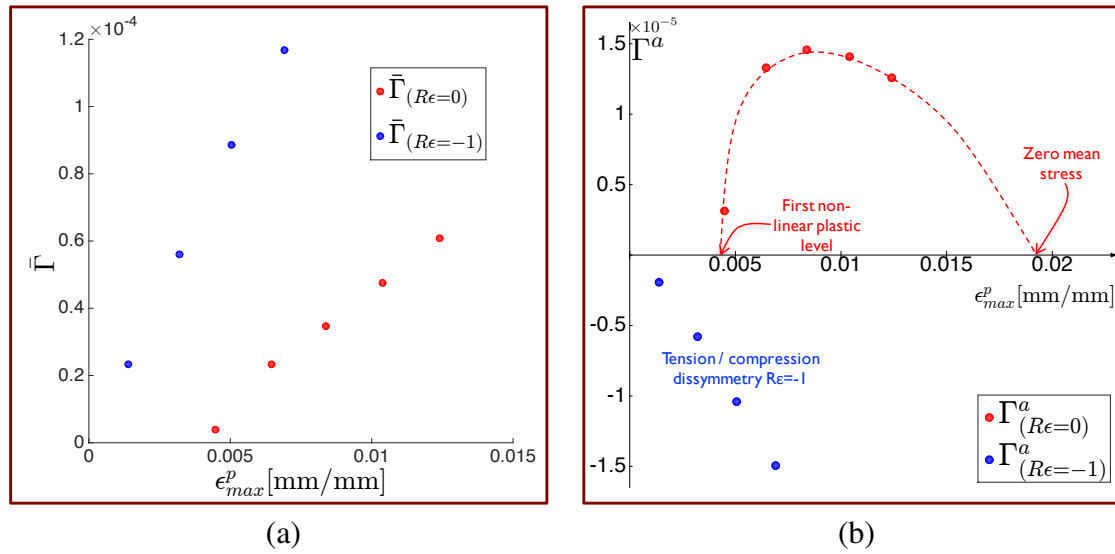 ×10⁻⁴
1.2
1
0.8
0.6
0.4
0.2
0
Γ̄
Γ̄(Rϵ=0)
Γ̄(Rϵ=−1)
0 0.005 0.01 0.015
ϵᵖₘₐₓ[mm/mm]
(a)
×10⁻⁵
Γᵃ
1.5
1
0.5
-0.5
-1
-1.5
First non-
linear plastic
level
Zero mean
stress
0.005 0.01 0.015 0.02
ϵᵖₘₐₓ[mm/mm]
Tension / compression
dissymmetry Rε=-1
Γᵃ(Rϵ=0)
Γᵃ(Rϵ=−1)
(b)